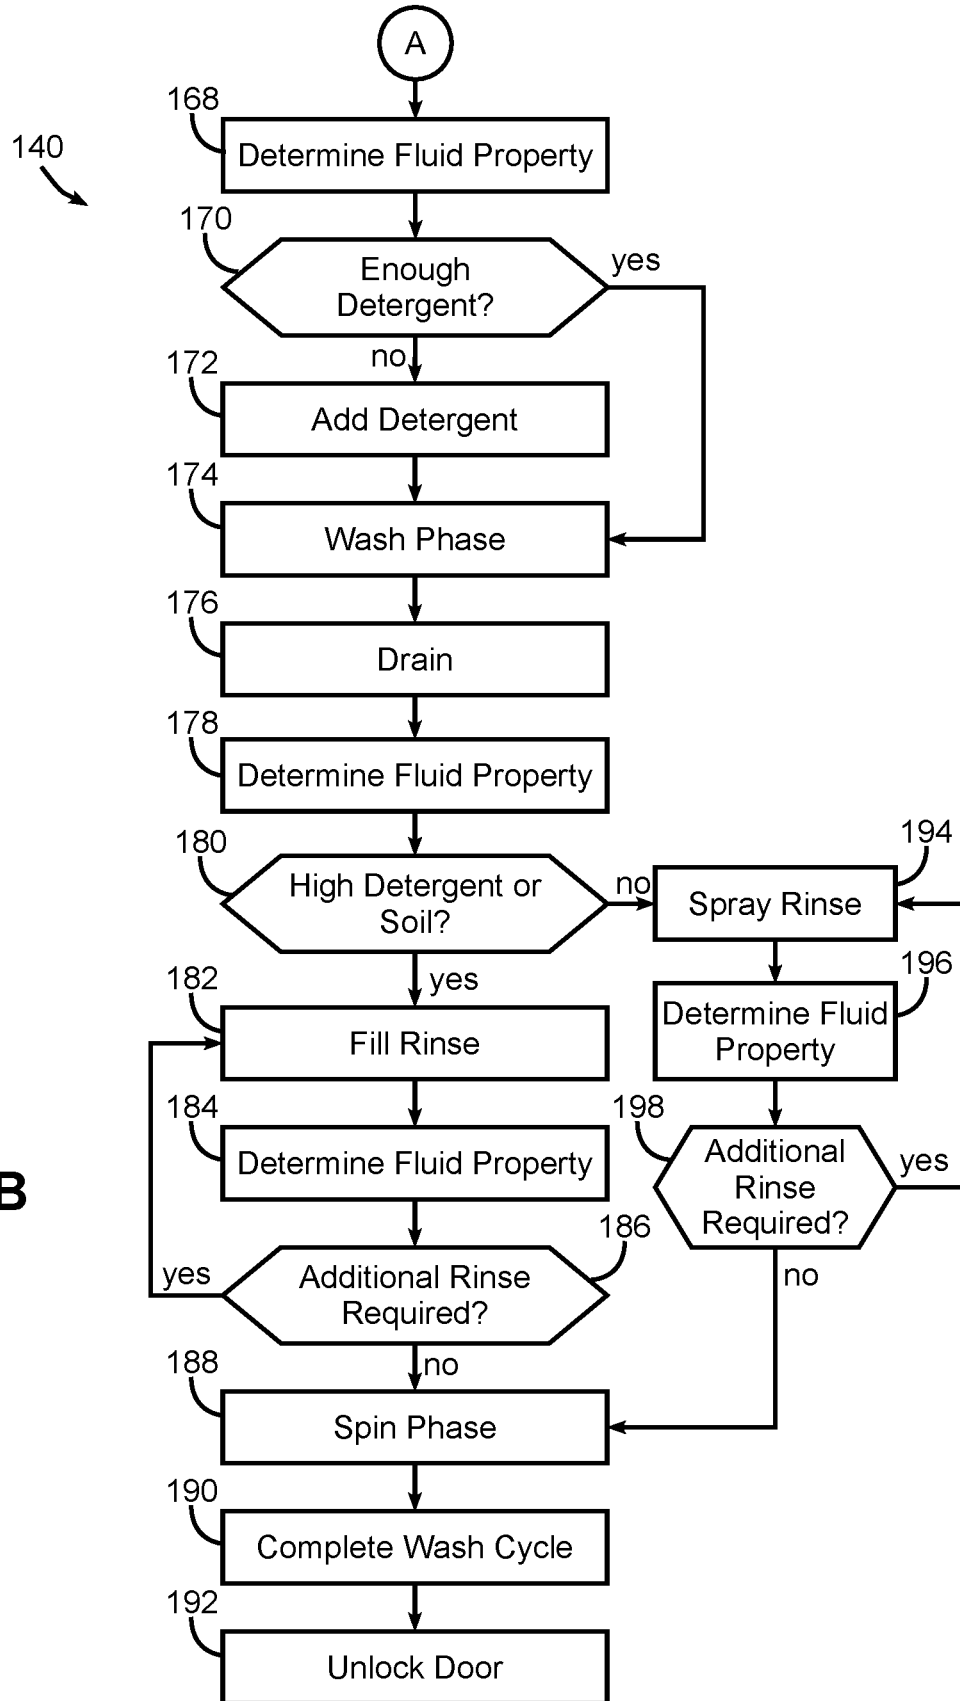 A
168
Determine Fluid Property
140
170
Enough
Detergent?
yes
no
172
Add Detergent
174
Wash Phase
176
Drain
178
Determine Fluid Property
180
High Detergent or
Soil?
no
194
Spray Rinse
yes
196
Determine Fluid
Property
182
Fill Rinse
184
Determine Fluid Property
198
Additional
Rinse
Required?
yes
B
186
Additional Rinse
Required?
yes
no
no
188
Spin Phase
190
Complete Wash Cycle
192
Unlock Door